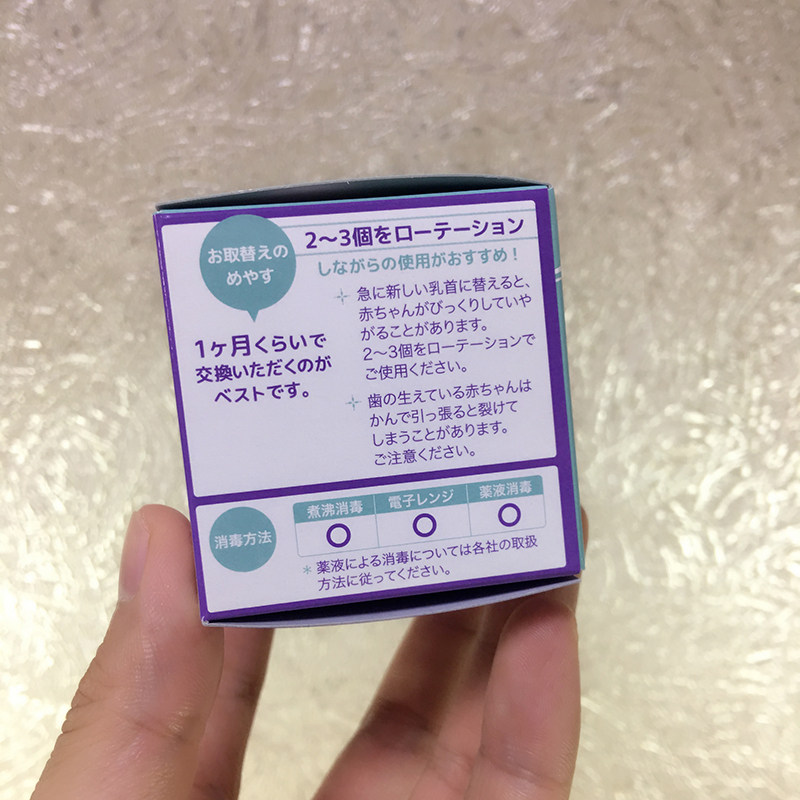 お取替えの
めやす
1ヶ月くらいで
交換いただくのが
ベストです。
2〜3個をローテーション
しながらの使用がおすすめ！
急に新しい乳首に替えると、
赤ちゃんがびっくりしていや
がることがあります。
2〜3個をローテーションで
ご使用ください。
歯の生えている赤ちゃんは
かんで引っ張ると裂けて
しまうことがあります。
ご注意ください。
消毒方法
煮沸消毒 電子レンジ 薬液消毒
○ ○ ○
＊薬液による消毒については各社の取扱
方法に従ってください。